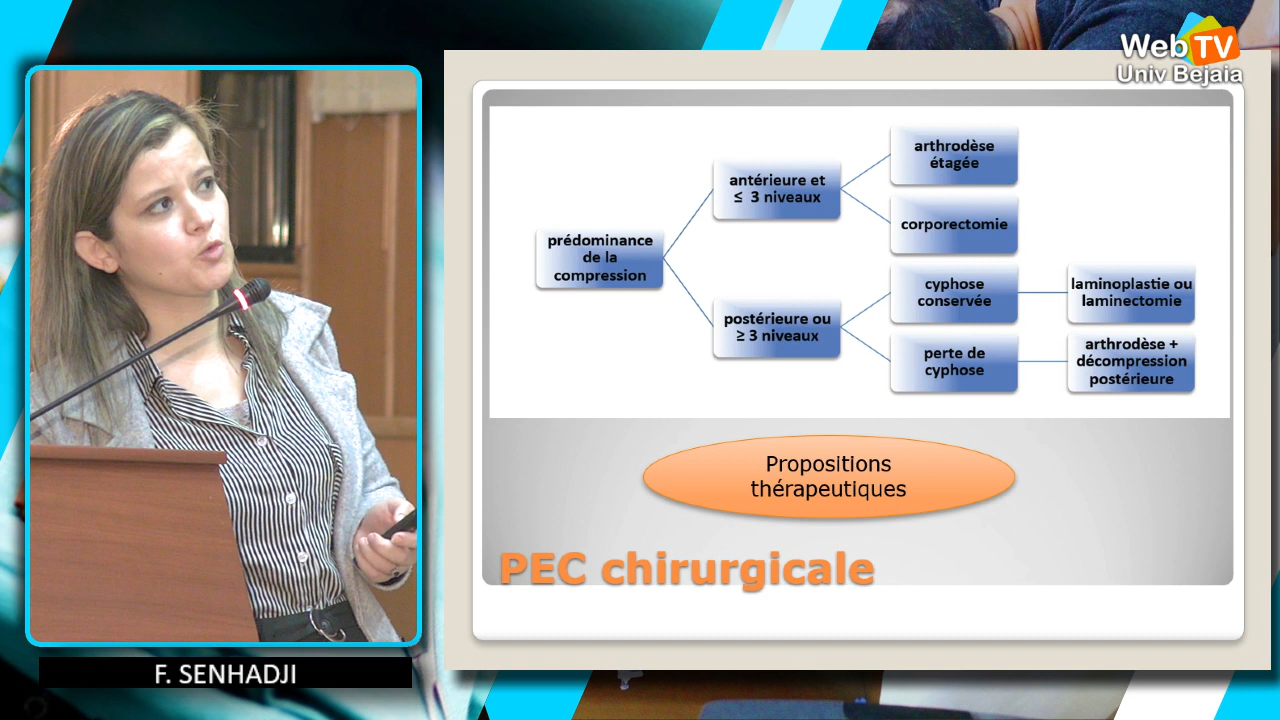 Web TV
Univ Bejaia
arthrodèse
étagée
antérieure et
≤ 3 niveaux
corporectomie
prédominance
de la
compression
cyphose
conservée
laminoplastie ou
laminectomie
postérieure ou
≥ 3 niveaux
perte de
cyphose
arthrodèse +
décompression
postérieure
Propositions
thérapeutiques
PEC chirurgicale
F. SENHADJI